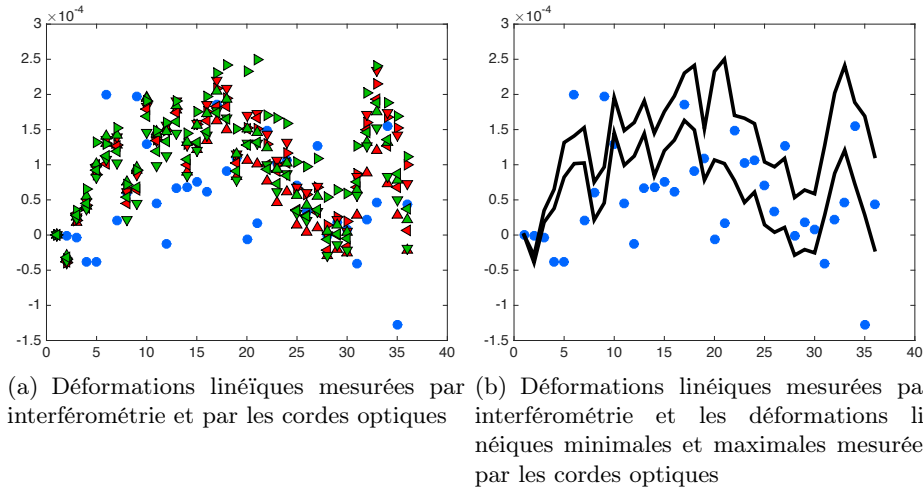 ×10⁻⁴
3
2.5
2
1.5
1
0.5
0
-0.5
-1
-1.5
0 5 10 15 20 25 30 35 40
(a) Déformations linéïques mesurées par
interférométrie et par les cordes optiques
×10⁻⁴
3
2.5
2
1.5
1
0.5
0
-0.5
-1
-1.5
0 5 10 15 20 25 30 35 40
(b) Déformations linéiques mesurées pa
interférométrie et les déformations li
néiques minimales et maximales mesurée
par les cordes optiques